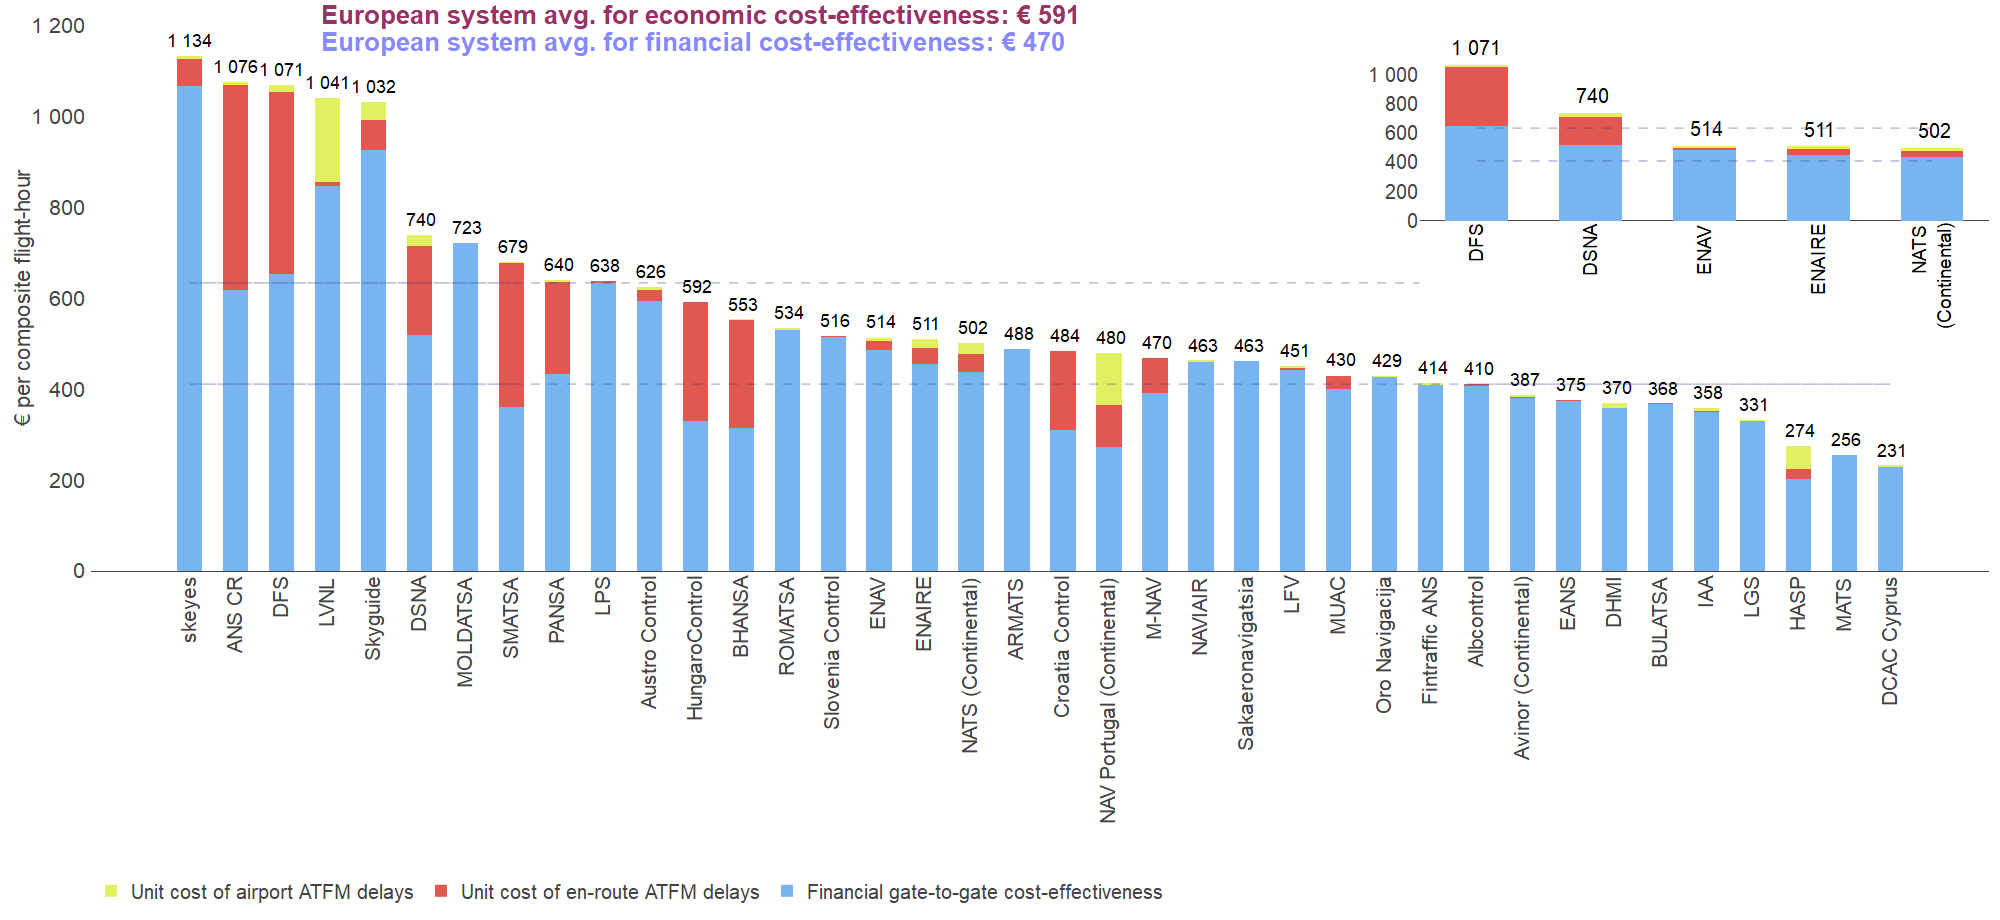 European system avg. for economic cost-effectiveness: € 591
European system avg. for financial cost-effectiveness: € 470
€ per composite flight-hour
1 200
1 000
800
600
400
200
0
1 134
1 076
1 071
1 041
1 032
740
723
679
640
638
626
592
553
534
516
514
511
502
488
484
480
470
463
463
451
430
429
414
410
387
375
370
368
358
331
274
256
231
skeyes
ANS CR
DFS
LVNL
Skyguide
DSNA
MOLDATSA
SMATSA
PANSA
LPS
Austro Control
HungaroControl
BHANSA
ROMATSA
Slovenia Control
ENAV
ENAIRE
NATS (Continental)
ARMATS
Croatia Control
NAV Portugal (Continental)
M-NAV
NAVIAIR
Sakaeronavigatsia
LFV
MUAC
Oro Navigacija
Fintraffic ANS
Albcontrol
Avinor (Continental)
EANS
DHMI
BULATSA
IAA
LGS
HASP
MATS
DCAC Cyprus
1 000
800
600
400
200
0
1 071
740
514
511
502
DFS
DSNA
ENAV
ENAIRE
NATS
(Continental)
Unit cost of airport ATFM delays
Unit cost of en-route ATFM delays
Financial gate-to-gate cost-effectiveness